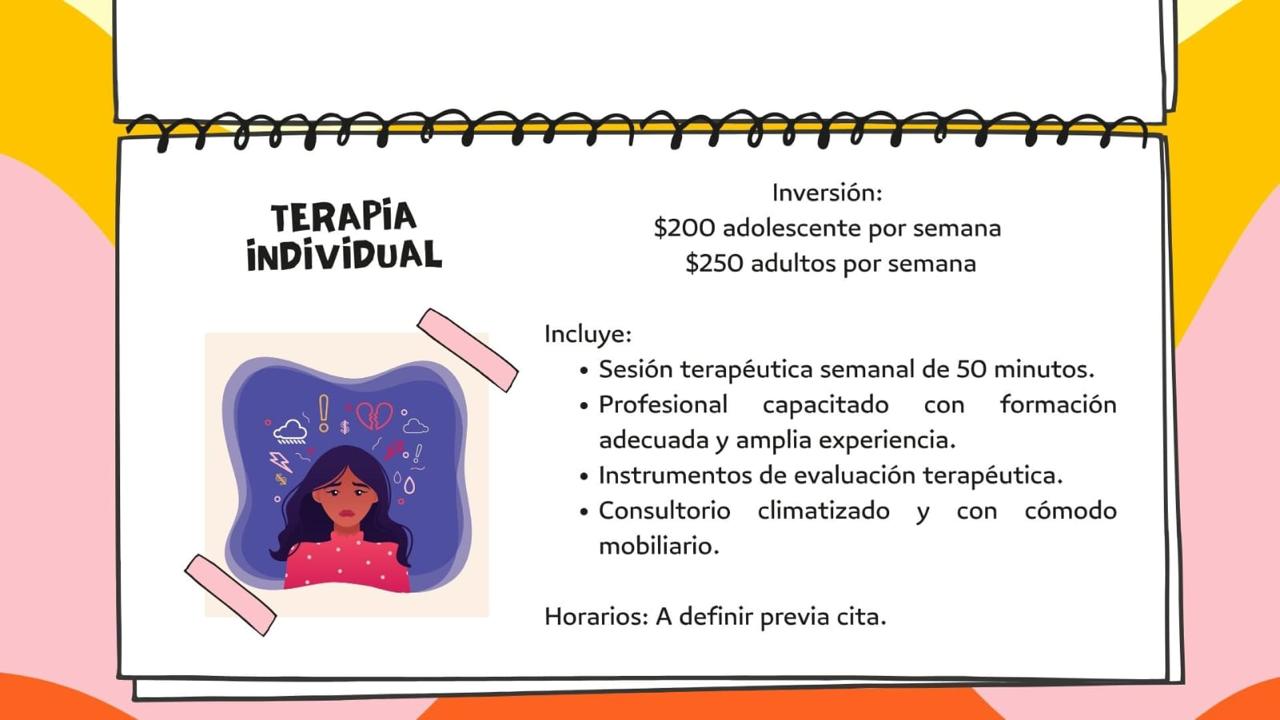 TERAPIA
INDIVIDUAL
Inversión:
$200 adolescente por semana
$250 adultos por semana
Incluye:
• Sesión terapéutica semanal de 50 minutos.
• Profesional capacitado con formación
adecuada y amplia experiencia.
• Instrumentos de evaluación terapéutica.
• Consultorio climatizado y con cómodo
mobiliario.
Horarios: A definir previa cita.